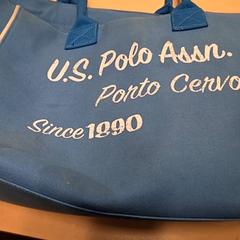 U.S. Polo Assn.
Porto Cervo
Since 1890